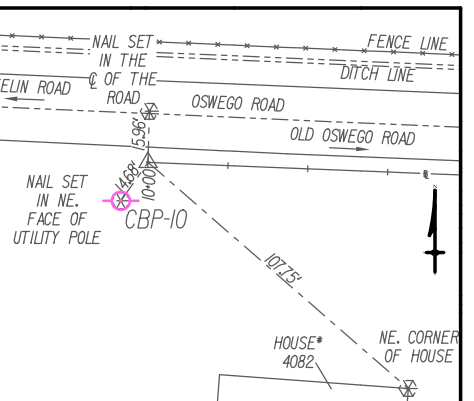 NAIL SET
IN THE
℄ OF THE
ROAD
FENCE LINE
DITCH LINE
ELIN ROAD
OSWEGO ROAD
OLD OSWEGO ROAD
15.96'
14.68'
10+00
NAIL SET
IN NE.
FACE OF
UTILITY POLE
CBP-10
107.75'
HOUSE#
4082
NE. CORNER
OF HOUSE